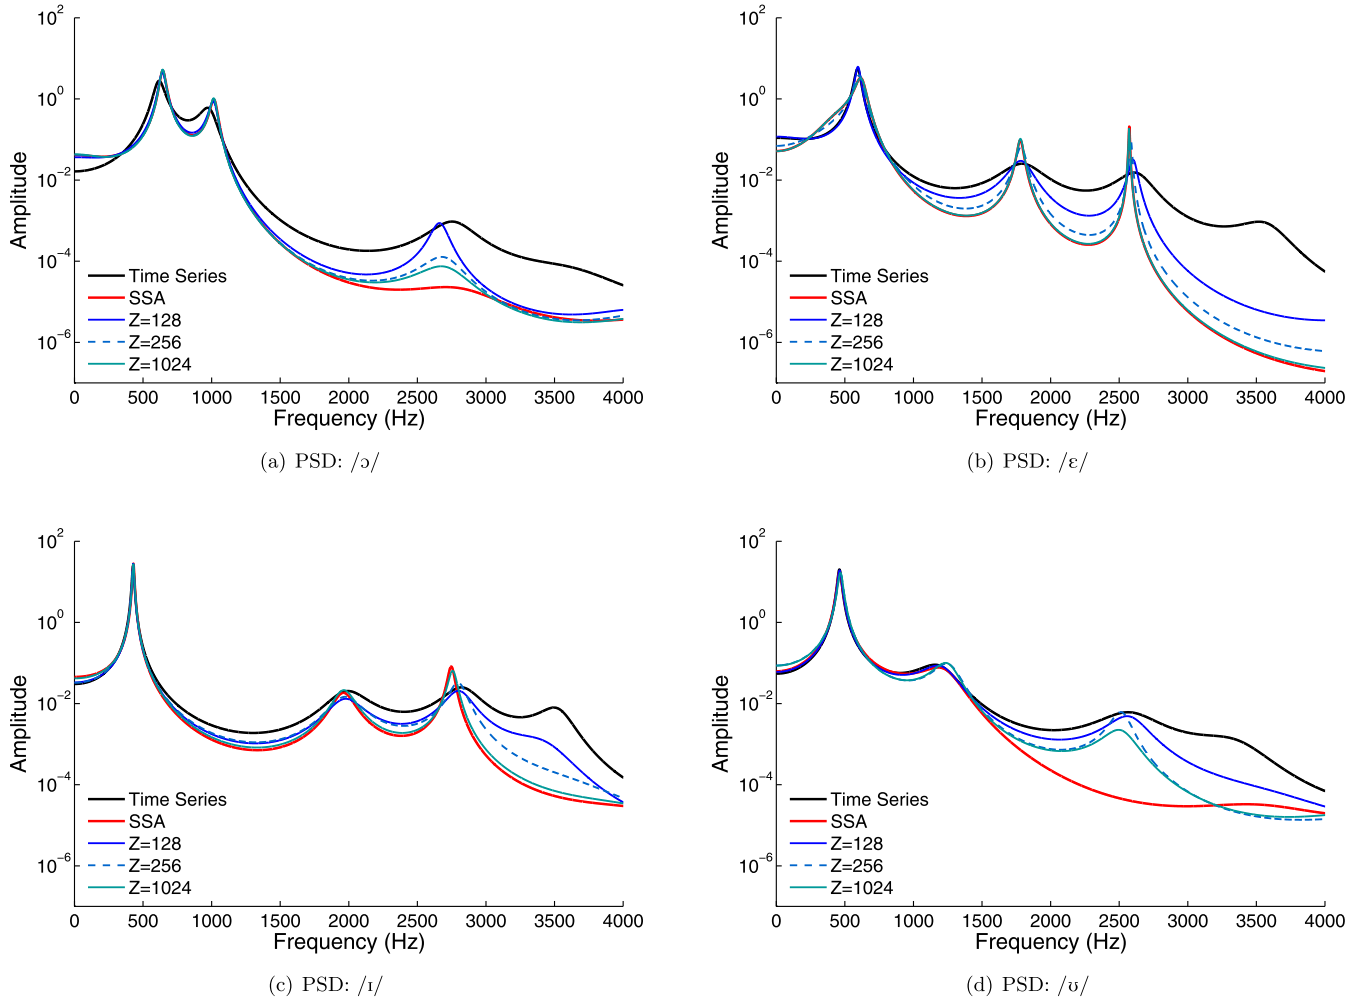 10^2
10^0
10^−2
10^−4
10^−6
Amplitude
Time Series
SSA
Z=128
Z=256
Z=1024
0 500 1000 1500 2000 2500 3000 3500 4000
Frequency (Hz)
(a) PSD: /ɔ/
10^2
10^0
10^−2
10^−4
10^−6
Amplitude
Time Series
SSA
Z=128
Z=256
Z=1024
0 500 1000 1500 2000 2500 3000 3500 4000
Frequency (Hz)
(b) PSD: /ɛ/
10^2
10^0
10^−2
10^−4
10^−6
Amplitude
Time Series
SSA
Z=128
Z=256
Z=1024
0 500 1000 1500 2000 2500 3000 3500 4000
Frequency (Hz)
(c) PSD: /ɪ/
10^2
10^0
10^−2
10^−4
10^−6
Amplitude
Time Series
SSA
Z=128
Z=256
Z=1024
0 500 1000 1500 2000 2500 3000 3500 4000
Frequency (Hz)
(d) PSD: /ʊ/